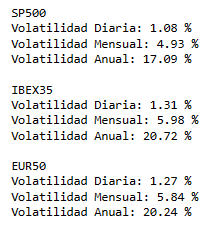 SP500
Volatilidad Diaria: 1.08 %
Volatilidad Mensual: 4.93 %
Volatilidad Anual: 17.09 %
IBEX35
Volatilidad Diaria: 1.31 %
Volatilidad Mensual: 5.98 %
Volatilidad Anual: 20.72 %
EUR50
Volatilidad Diaria: 1.27 %
Volatilidad Mensual: 5.84 %
Volatilidad Anual: 20.24 %